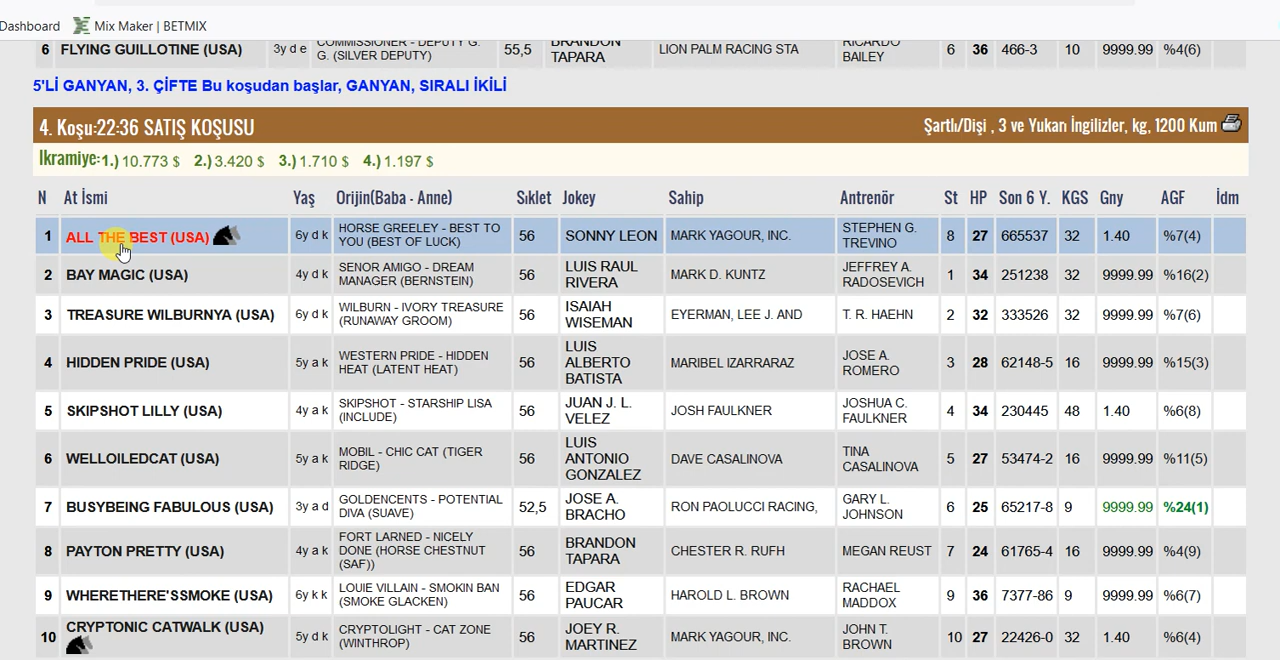 Dashboard Mix Maker | BETMIX
6 FLYING GUILLOTINE (USA) 3y d e COMMISSIONER - DEPUTY G. G. (SILVER DEPUTY) 55,5 BRANDON TAPARA LION PALM RACING STA RICARDO BAILEY 6 36 466-3 10 9999.99 %4(6)
5'Lİ GANYAN, 3. ÇİFTE Bu koşudan başlar, GANYAN, SIRALI İKİLİ
4. Koşu:22:36 SATIŞ KOŞUSU Şartlı/Dişi , 3 ve Yukarı İngilizler, kg, 1200 Kum
İkramiye:1.) 10.773 $ 2.) 3.420 $ 3.) 1.710 $ 4.) 1.197 $
N At İsmi Yaş Orijin(Baba - Anne) Sıklet Jokey Sahip Antrenör St HP Son 6 Y. KGS Gny AGF İdm
1 ALL THE BEST (USA) 6y d k HORSE GREELEY - BEST TO YOU (BEST OF LUCK) 56 SONNY LEON MARK YAGOUR, INC. STEPHEN G. TREVINO 8 27 665537 32 1.40 %7(4)
2 BAY MAGIC (USA) 4y d k SENOR AMIGO - DREAM MANAGER (BERNSTEIN) 56 LUIS RAUL RIVERA MARK D. KUNTZ JEFFREY A. RADOSEVICH 1 34 251238 32 9999.99 %16(2)
3 TREASURE WILBURNYA (USA) 6y d k WILBURN - IVORY TREASURE (RUNAWAY GROOM) 56 ISAIAH WISEMAN EYERMAN, LEE J. AND T. R. HAEHN 2 32 333526 32 9999.99 %7(6)
4 HIDDEN PRIDE (USA) 5y a k WESTERN PRIDE - HIDDEN HEAT (LATENT HEAT) 56 LUIS ALBERTO BATISTA MARIBEL IZARRARAZ JOSE A. ROMERO 3 28 62148-5 16 9999.99 %15(3)
5 SKIPSHOT LILLY (USA) 4y a k SKIPSHOT - STARSHIP LISA (INCLUDE) 56 JUAN J. L. VELEZ JOSH FAULKNER JOSHUA C. FAULKNER 4 34 230445 48 1.40 %6(8)
6 WELLOILEDCAT (USA) 5y a k MOBIL - CHIC CAT (TIGER RIDGE) 56 LUIS ANTONIO GONZALEZ DAVE CASALINOVA TINA CASALINOVA 5 27 53474-2 16 9999.99 %11(5)
7 BUSYBEING FABULOUS (USA) 3y a d GOLDENCENTS - POTENTIAL DIVA (SUAVE) 52,5 JOSE A. BRACHO RON PAOLUCCI RACING, GARY L. JOHNSON 6 25 65217-8 9 9999.99 %24(1)
8 PAYTON PRETTY (USA) 4y a k FORT LARNED - NICELY DONE (HORSE CHESTNUT (SAF)) 56 BRANDON TAPARA CHESTER R. RUFH MEGAN REUST 7 24 61765-4 16 9999.99 %4(9)
9 WHERETHERE'SSMOKE (USA) 6y k k LOUIE VILLAIN - SMOKIN BAN (SMOKE GLACKEN) 56 EDGAR PAUCAR HAROLD L. BROWN RACHAEL MADDOX 9 36 7377-86 9 9999.99 %6(7)
10 CRYPTONIC CATWALK (USA) 5y d k CRYPTOLIGHT - CAT ZONE (WINTHROP) 56 JOEY R. MARTINEZ MARK YAGOUR, INC. JOHN T. BROWN 10 27 22426-0 32 1.40 %6(4)